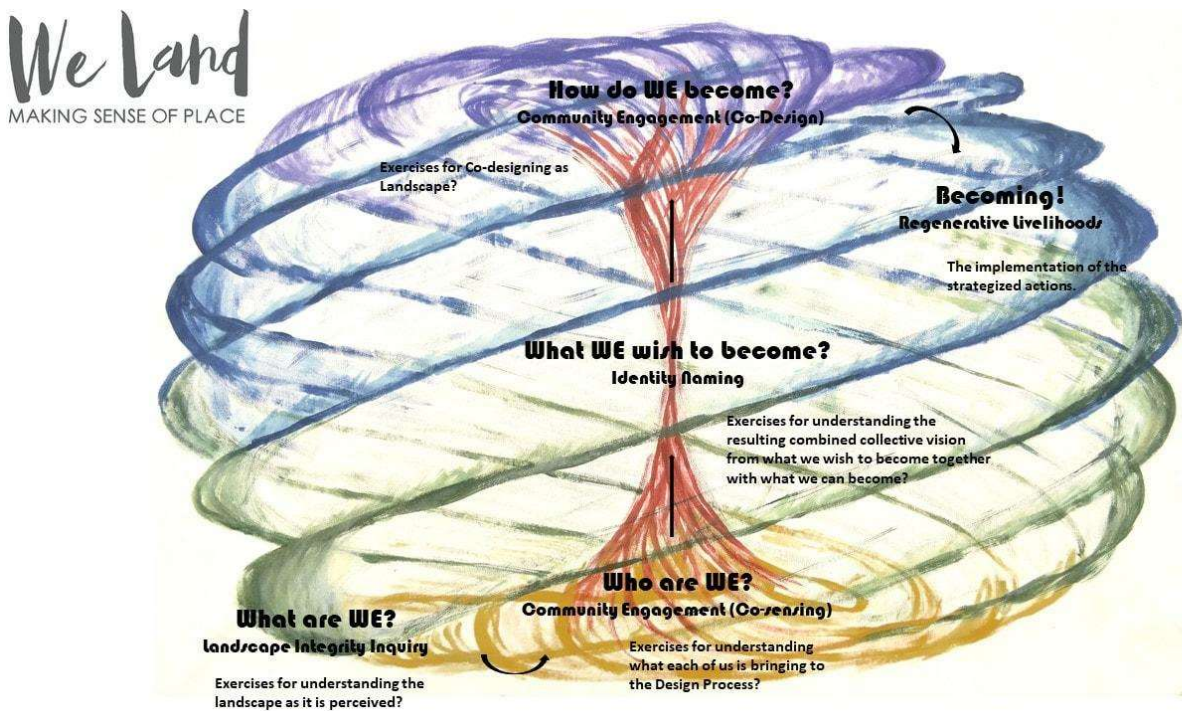 We Land
MAKING SENSE OF PLACE
How do WE become?
Community Engagement (Co-Design)
Exercises for Co-designing as
Landscape?
Becoming!
Regenerative Livelihoods
The implementation of the
strategized actions.
What WE wish to become?
Identity Naming
Exercises for understanding the
resulting combined collective vision
from what we wish to become together
with what we can become?
Who are WE?
Community Engagement (Co-sensing)
Exercises for understanding
what each of us is bringing to
the Design Process?
What are WE?
Landscape Integrity Inquiry
Exercises for understanding the
landscape as it is perceived?